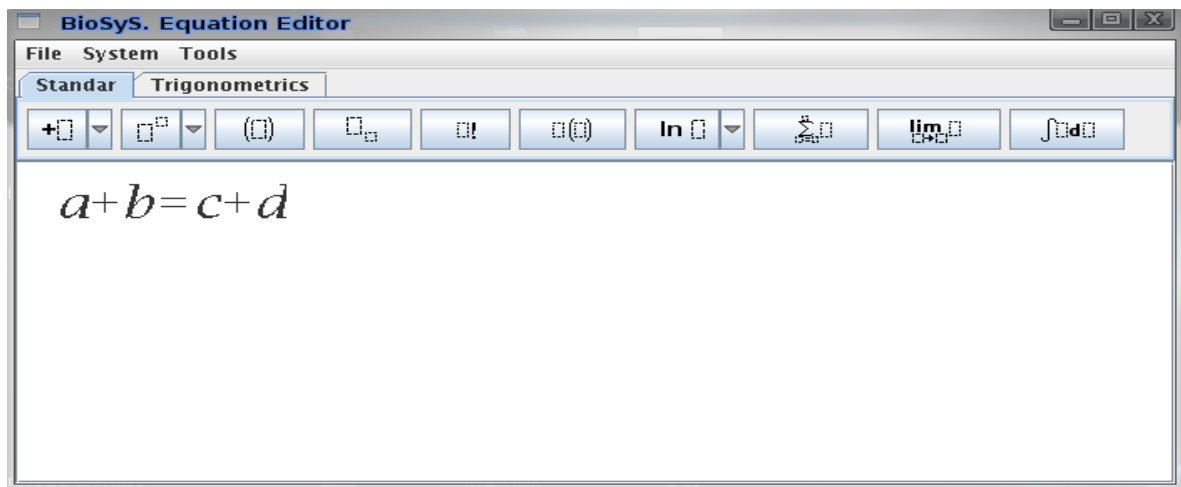 BioSyS. Equation Editor
File System Tools
Standar Trigonometrics
+□ □^□ (□) □_□ □! □(□) ln □ ∑□ lim □ ∫□d□
a+b=c+d